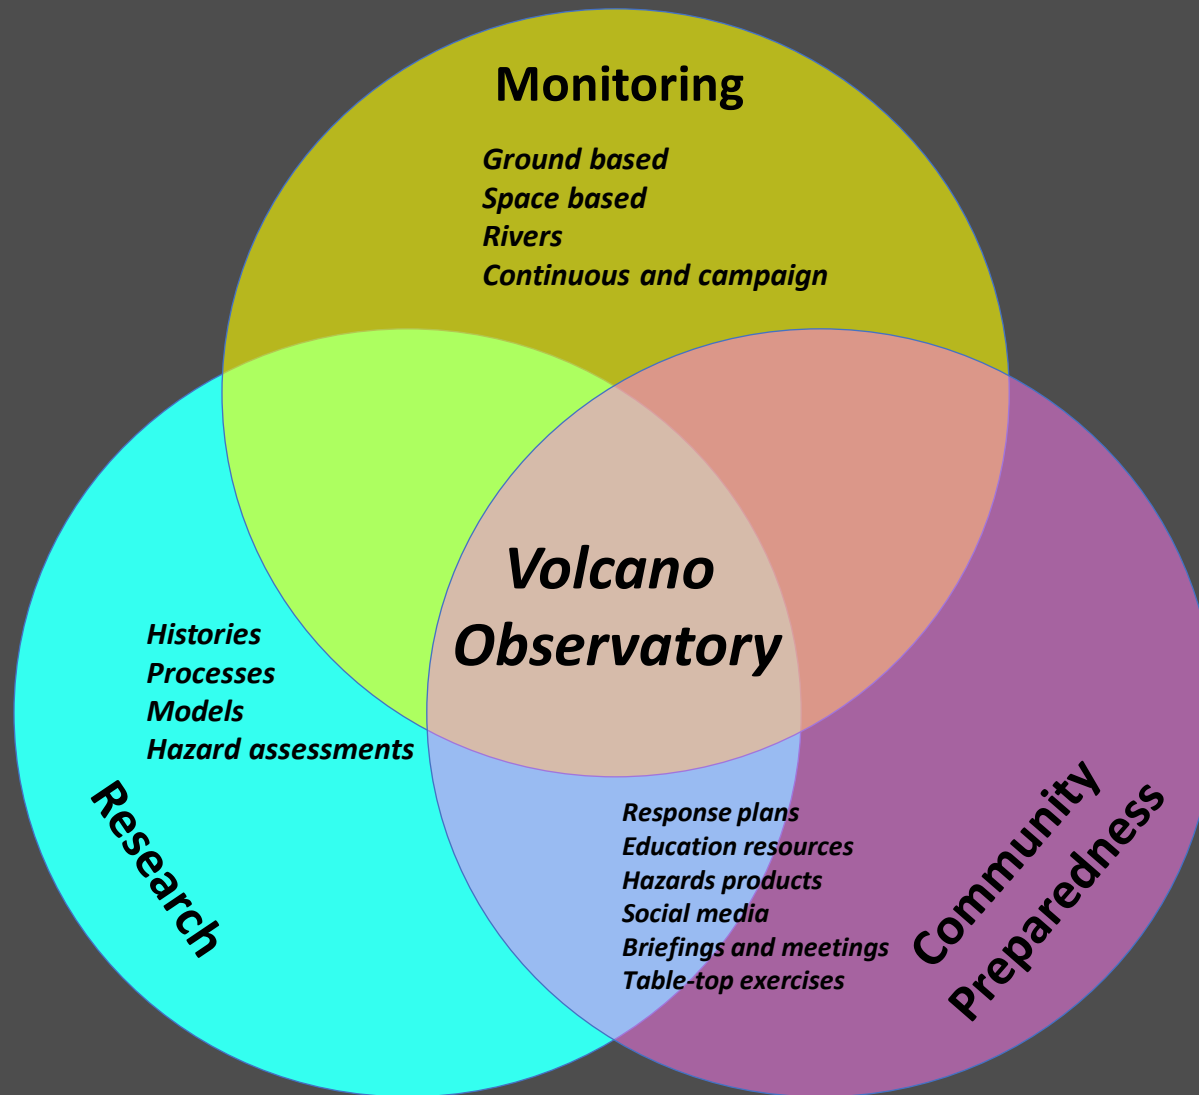 Monitoring
Ground based
Space based
Rivers
Continuous and campaign
Volcano
Observatory
Histories
Processes
Models
Hazard assessments
Research
Response plans
Education resources
Hazards products
Social media
Briefings and meetings
Table-top exercises
Community
Preparedness